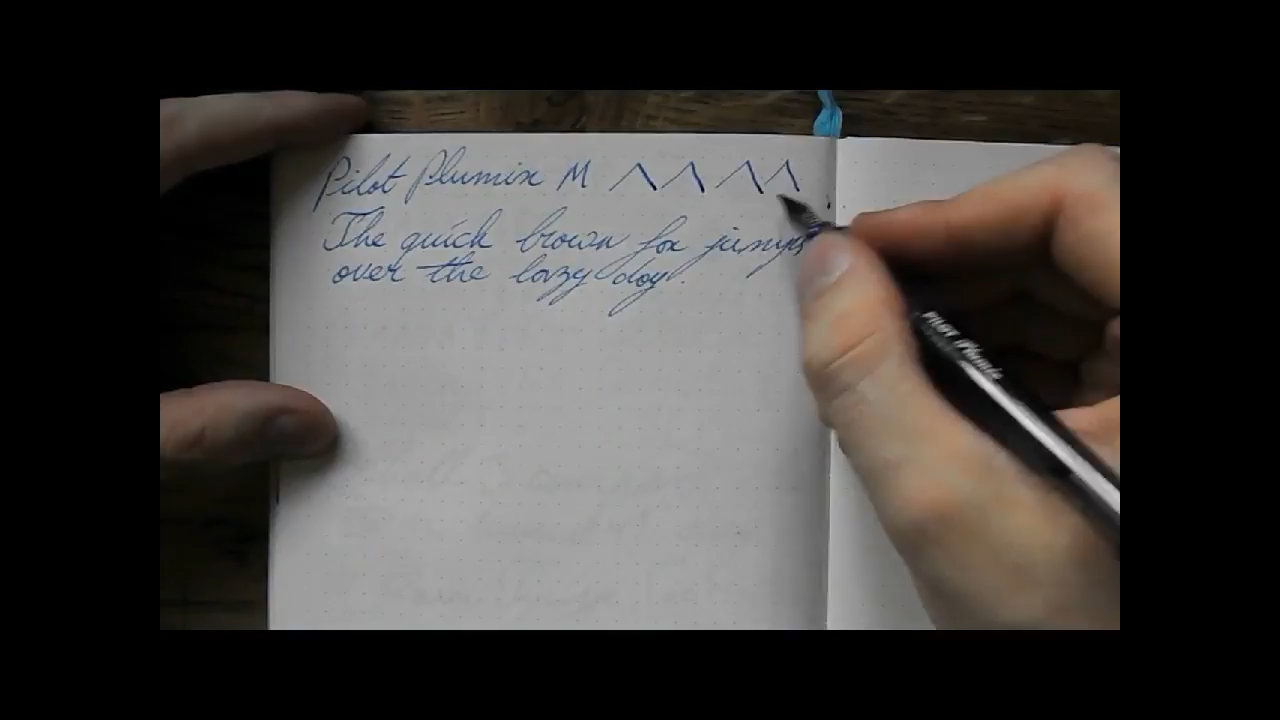 Pilot Plumix M
The quick brown fox jumps
over the lazy dog.
PILOT Plumix